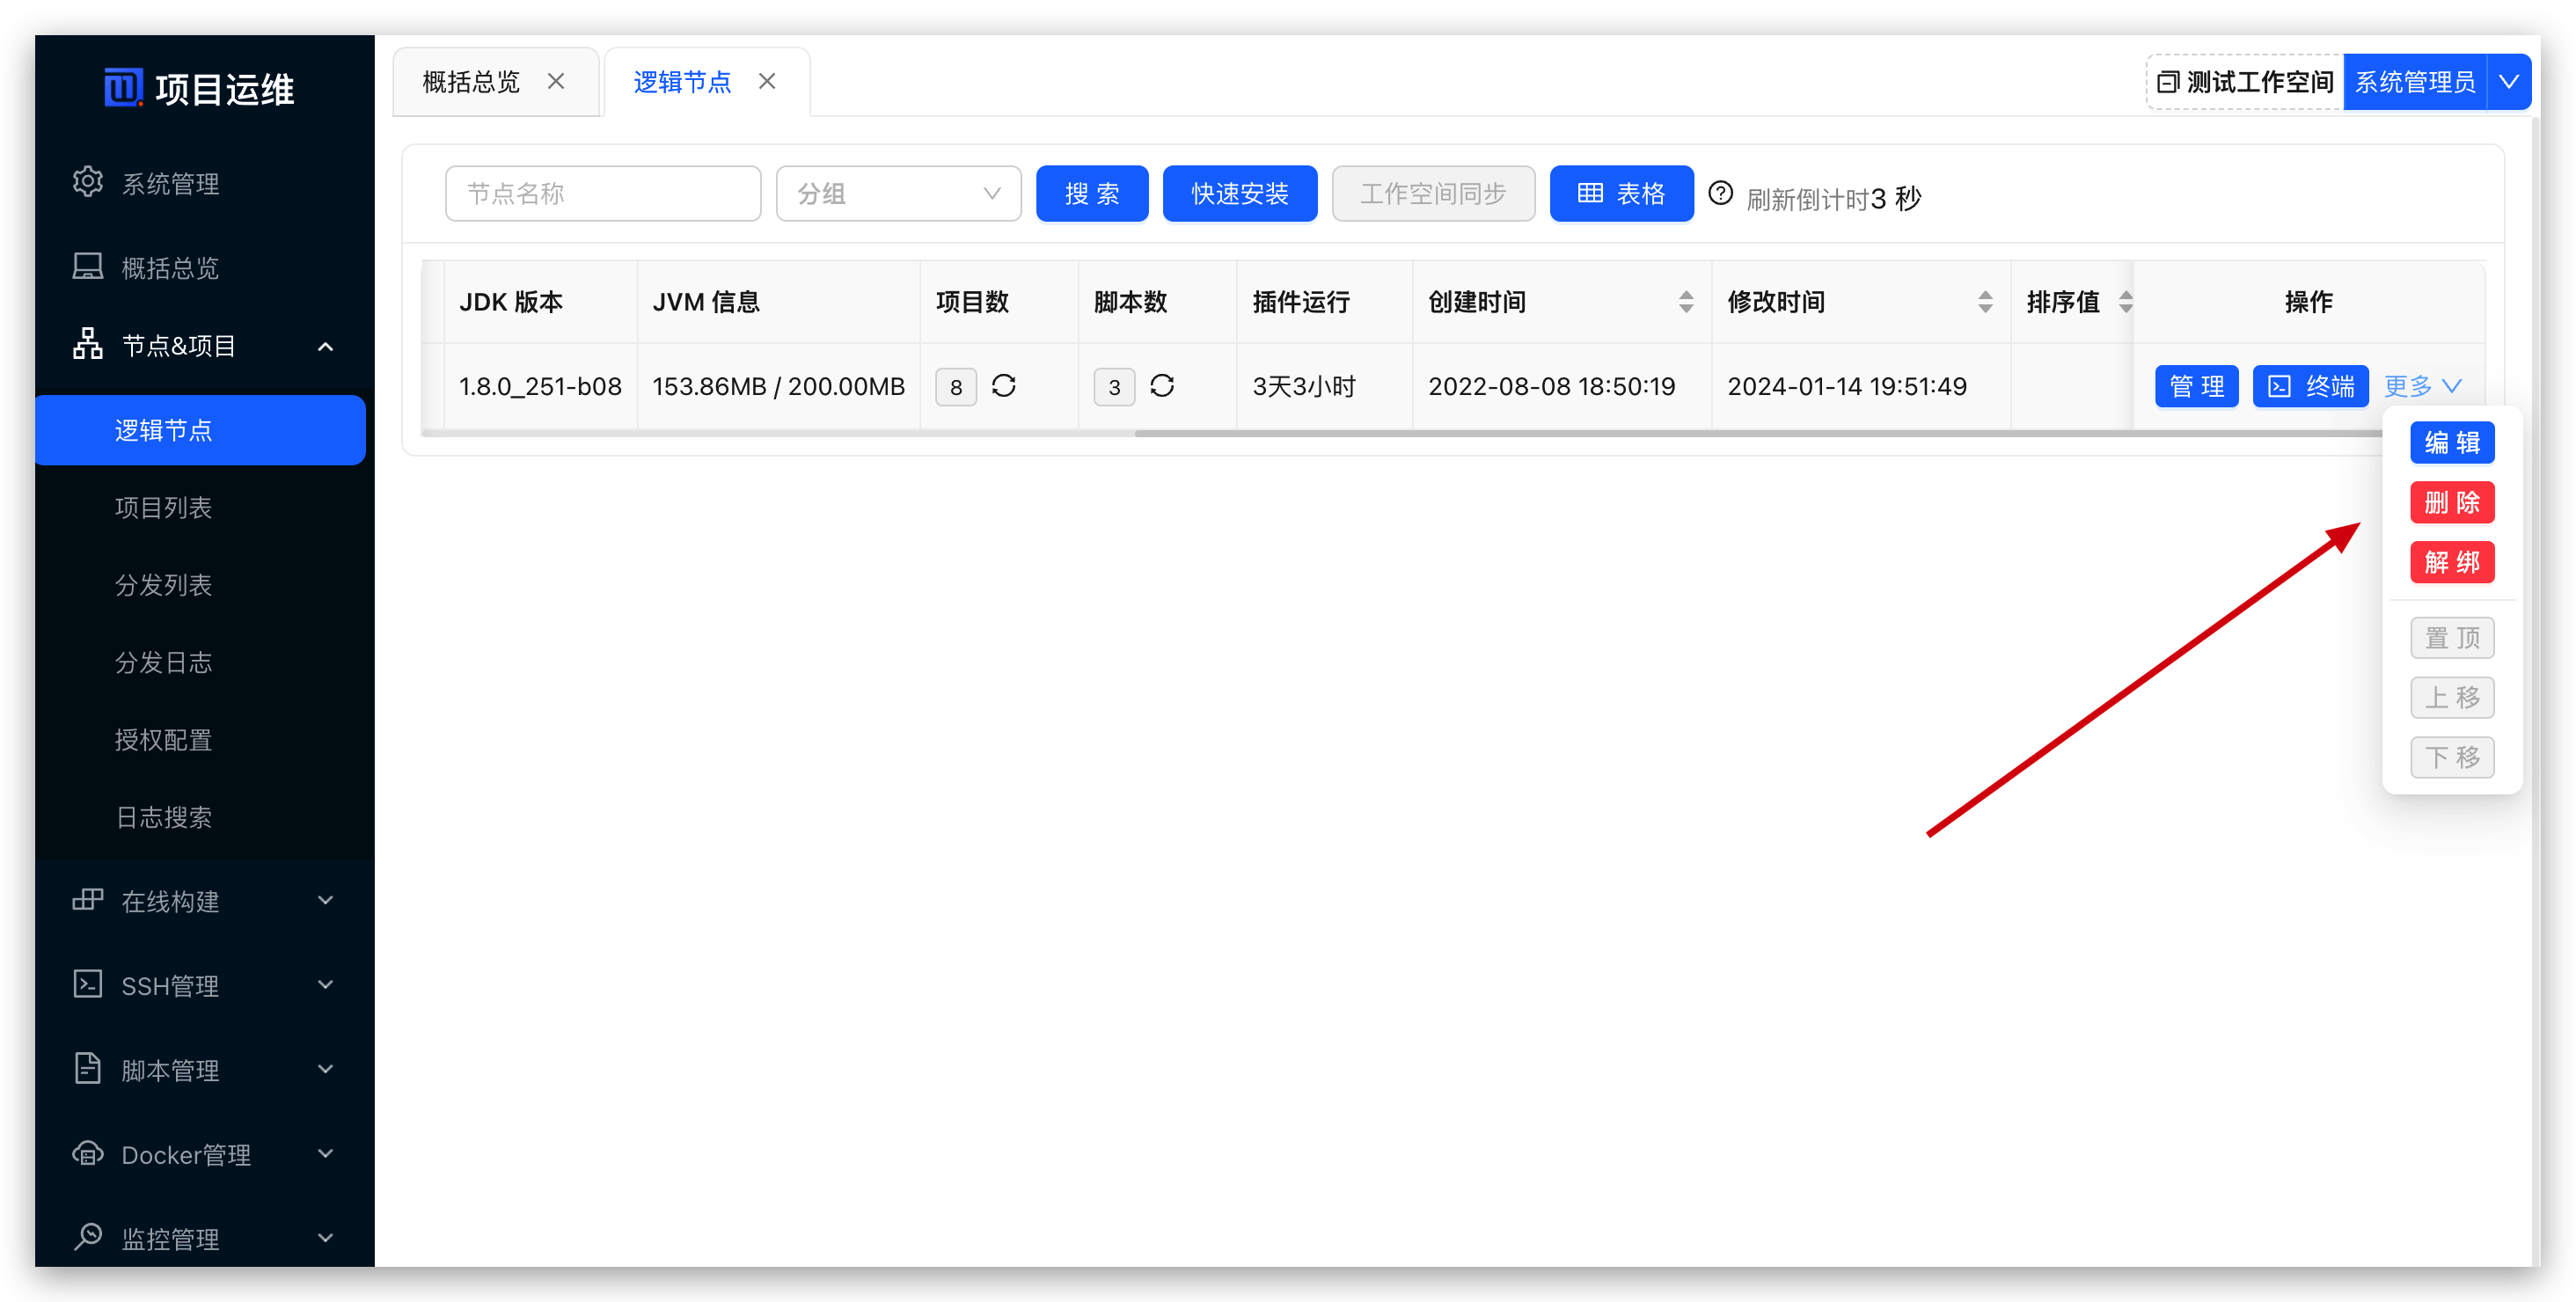 项目运维
系统管理
概括总览
节点&项目
逻辑节点
项目列表
分发列表
分发日志
授权配置
日志搜索
在线构建
SSH管理
脚本管理
Docker管理
监控管理
概括总览 逻辑节点
测试工作空间 系统管理员
节点名称 分组 搜 索 快速安装 工作空间同步 表格 刷新倒计时3 秒
JDK 版本 JVM 信息 项目数 脚本数 插件运行 创建时间 修改时间 排序值 操作
1.8.0_251-b08 153.86MB / 200.00MB 8 3 3天3小时 2022-08-08 18:50:19 2024-01-14 19:51:49 管 理 终端 更多
编 辑
删 除
解 绑
置 顶
上 移
下 移